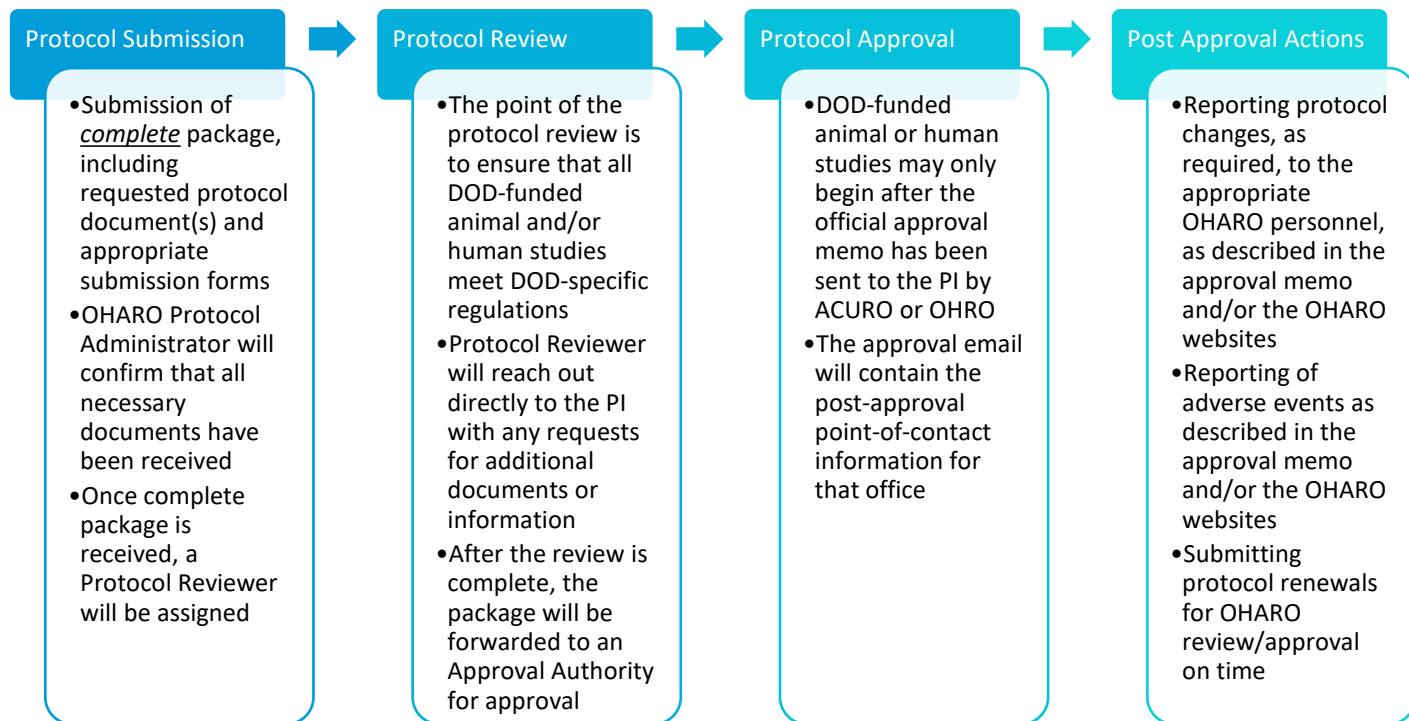 Protocol Submission
•Submission of
complete package,
including
requested protocol
document(s) and
appropriate
submission forms
•OHARO Protocol
Administrator will
confirm that all
necessary
documents have
been received
•Once complete
package is
received, a
Protocol Reviewer
will be assigned
Protocol Review
•The point of the
protocol review is
to ensure that all
DOD-funded
animal and/or
human studies
meet DOD-specific
regulations
•Protocol Reviewer
will reach out
directly to the PI
with any requests
for additional
documents or
information
•After the review is
complete, the
package will be
forwarded to an
Approval Authority
for approval
Protocol Approval
•DOD-funded
animal or human
studies may only
begin after the
official approval
memo has been
sent to the PI by
ACURO or OHRO
•The approval email
will contain the
post-approval
point-of-contact
information for
that office
Post Approval Actions
•Reporting protocol
changes, as
required, to the
appropriate
OHARO personnel,
as described in the
approval memo
and/or the OHARO
websites
•Reporting of
adverse events as
described in the
approval memo
and/or the OHARO
websites
•Submitting
protocol renewals
for OHARO
review/approval
on time